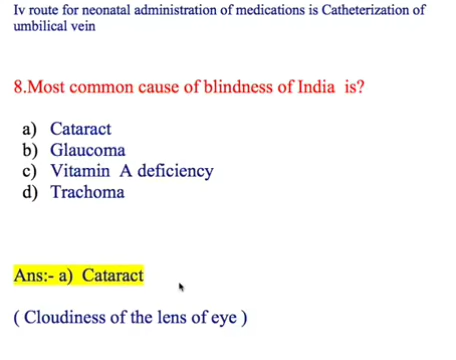 Iv route for neonatal administration of medications is Catheterization of
umbilical vein
8.Most common cause of blindness of India is?
a) Cataract
b) Glaucoma
c) Vitamin A deficiency
d) Trachoma
Ans:- a) Cataract
( Cloudiness of the lens of eye )